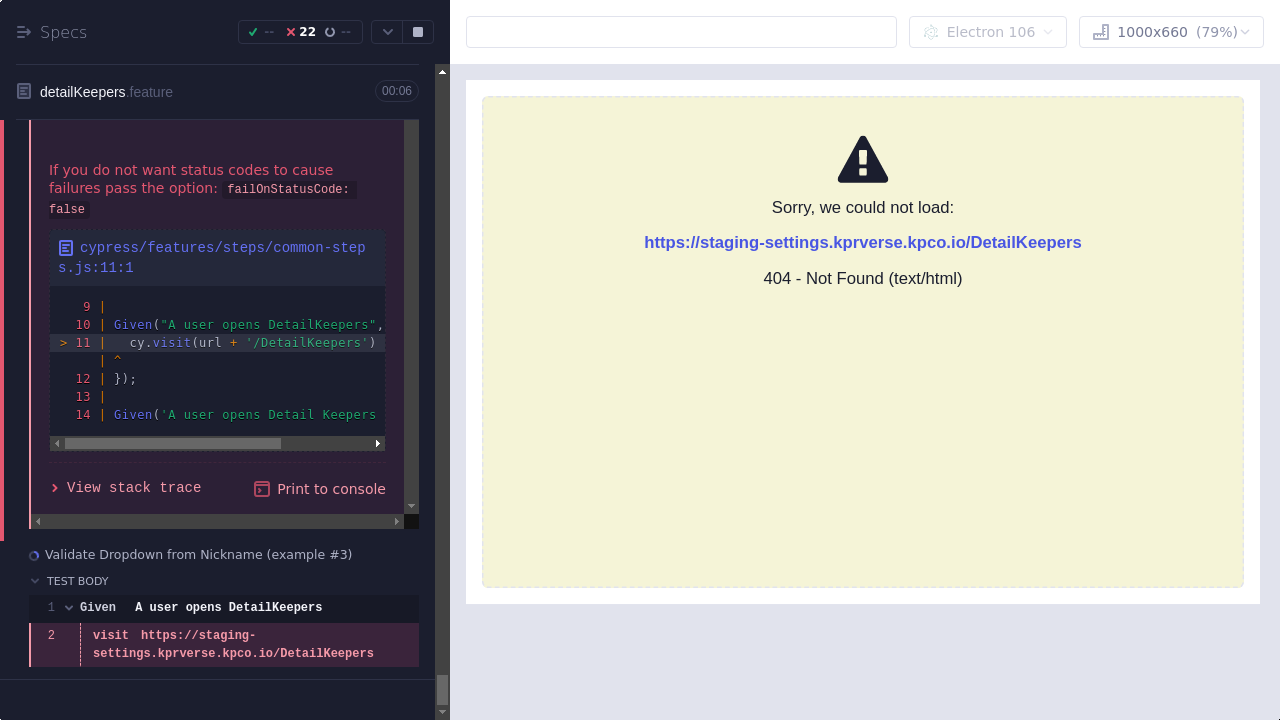 Specs
--
22
--
Electron 106
1000x660 (79%)
detailKeepers.feature
00:06
If you do not want status codes to cause
failures pass the option: failOnStatusCode:
false
cypress/features/steps/common-step
s.js:11:1
9 |
10 | Given("A user opens DetailKeepers",
> 11 |   cy.visit(url + '/DetailKeepers')
| ^
12 | });
13 |
14 | Given('A user opens Detail Keepers
View stack trace
Print to console
Validate Dropdown from Nickname (example #3)
TEST BODY
1 Given A user opens DetailKeepers
2 visit https://staging-
settings.kprverse.kpco.io/DetailKeepers
Sorry, we could not load:
https://staging-settings.kprverse.kpco.io/DetailKeepers
404 - Not Found (text/html)